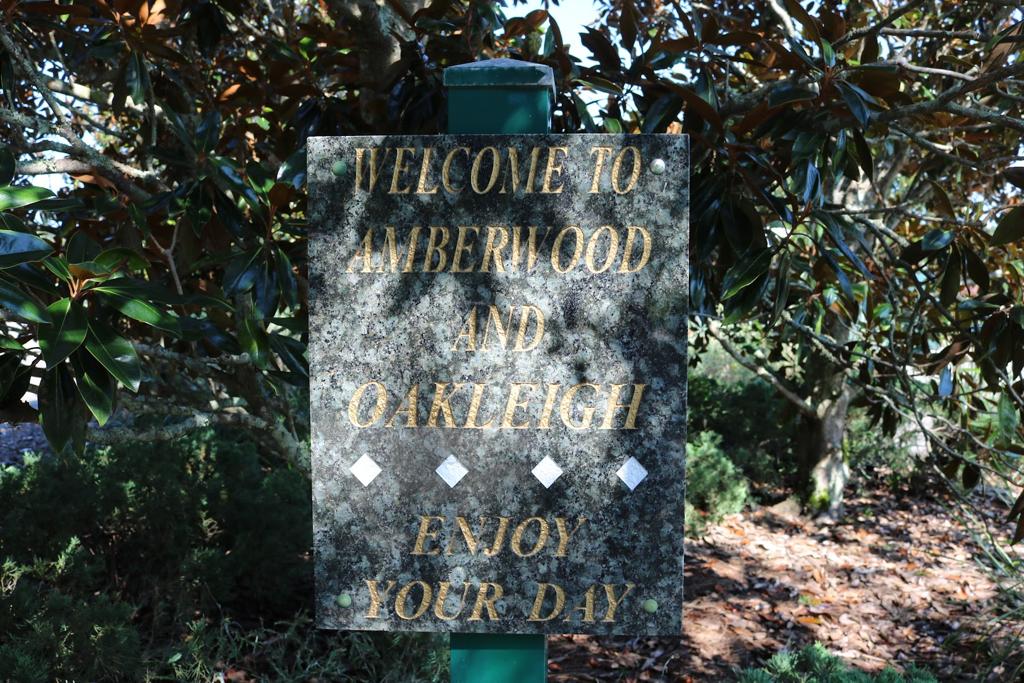 WELCOME TO
AMBERWOOD
AND
OAKLEIGH
ENJOY
YOUR DAY